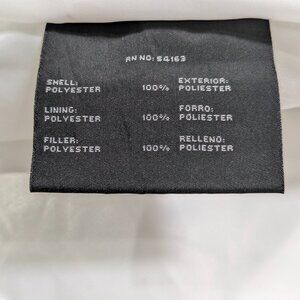 RN NO: 54163
SHELL: EXTERIOR:
POLYESTER 100% POLIESTER
LINING: FORRO:
POLYESTER 100% POLIESTER
FILLER: RELLENO:
POLYESTER 100% POLIESTER